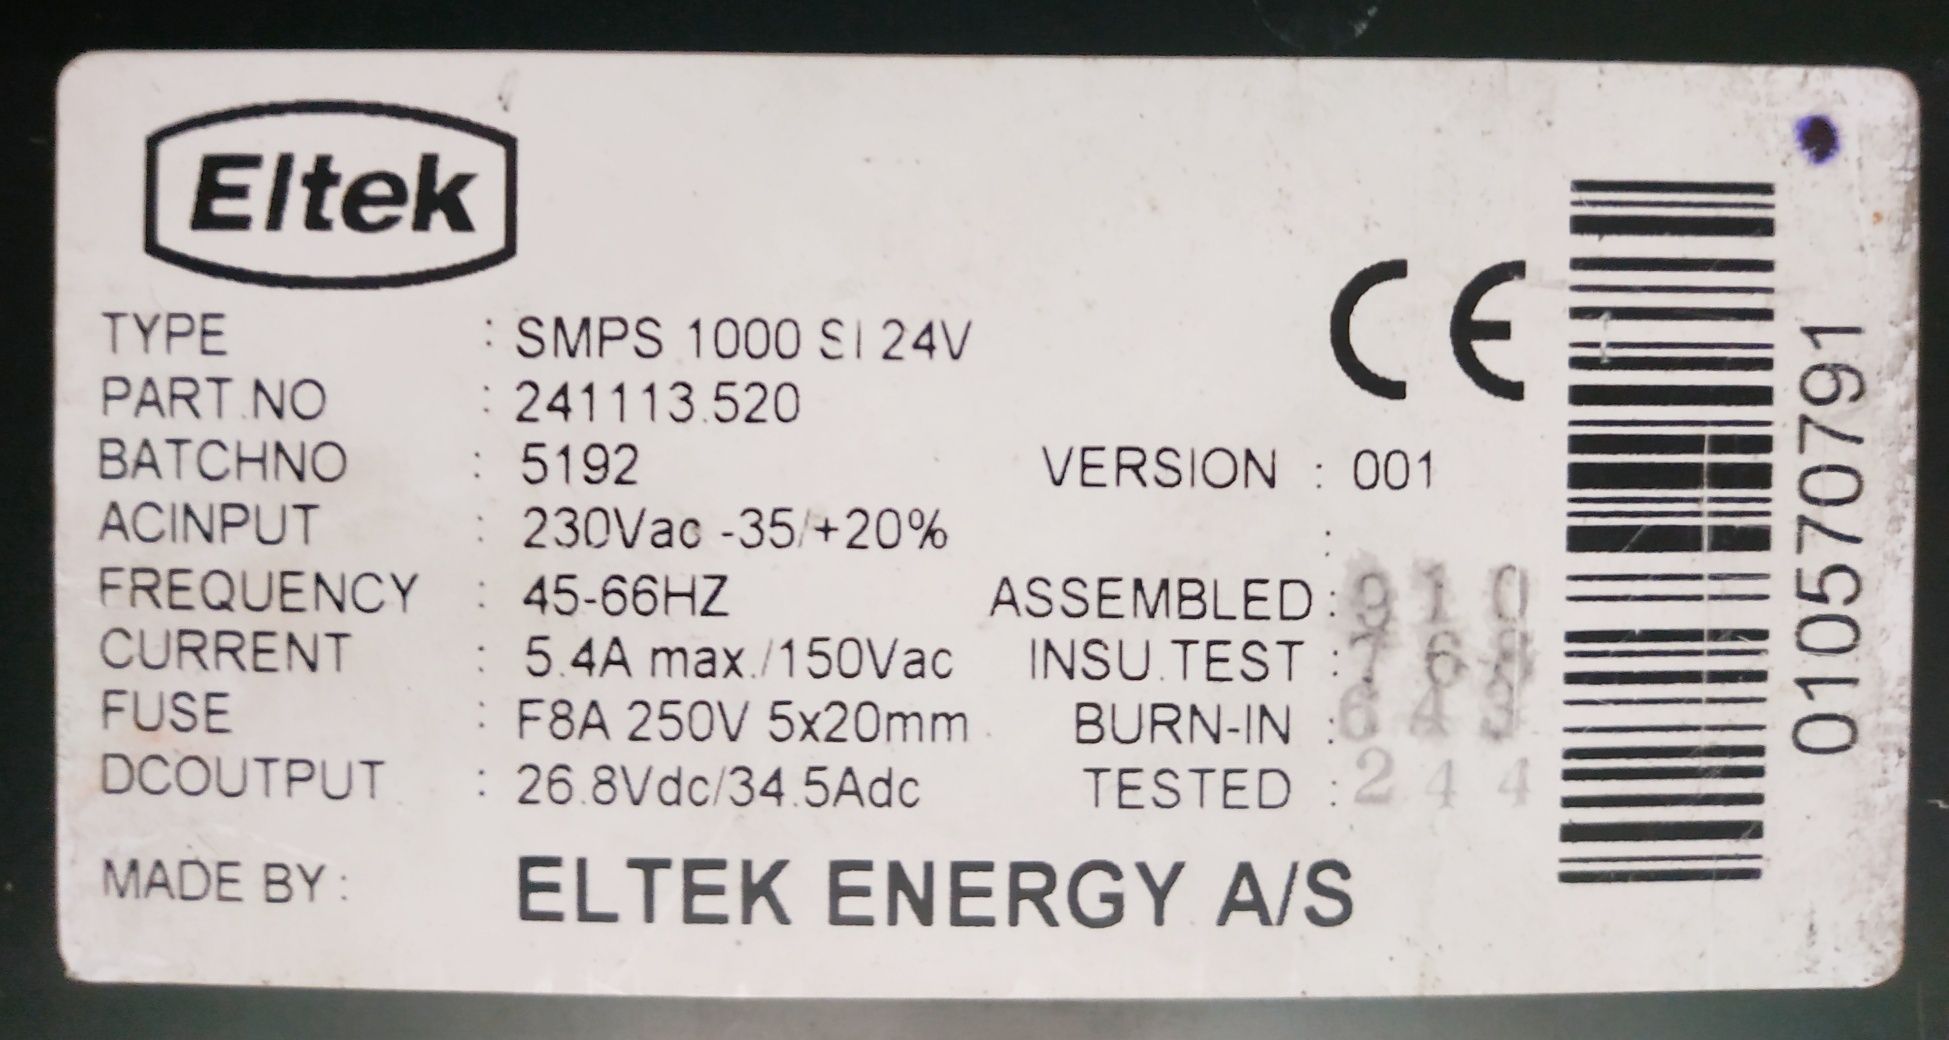 Eltek
TYPE : SMPS 1000 SI 24V
PART.NO : 241113.520
BATCHNO : 5192 VERSION : 001
ACINPUT : 230Vac -35/+20% :
FREQUENCY : 45-66HZ ASSEMBLED : 910
CURRENT : 5.4A max./150Vac INSU.TEST : 768
FUSE : F8A 250V 5x20mm BURN-IN :
DCOUTPUT : 26.8Vdc/34.5Adc TESTED : 244
MADE BY: ELTEK ENERGY A/S
CE
010570791